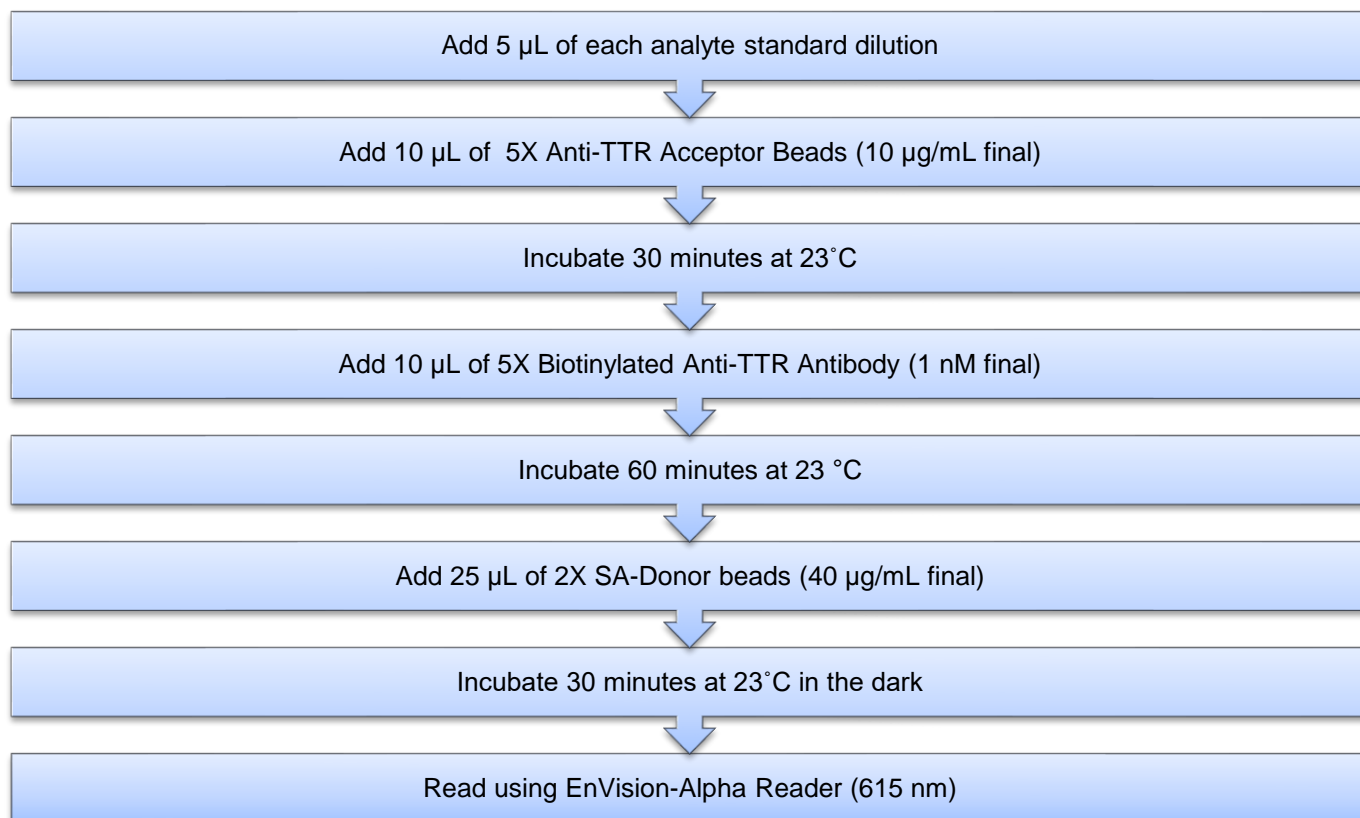 Add 5 µL of each analyte standard dilution
Add 10 µL of 5X Anti-TTR Acceptor Beads (10 µg/mL final)
Incubate 30 minutes at 23˚C
Add 10 µL of 5X Biotinylated Anti-TTR Antibody (1 nM final)
Incubate 60 minutes at 23 °C
Add 25 µL of 2X SA-Donor beads (40 µg/mL final)
Incubate 30 minutes at 23˚C in the dark
Read using EnVision-Alpha Reader (615 nm)